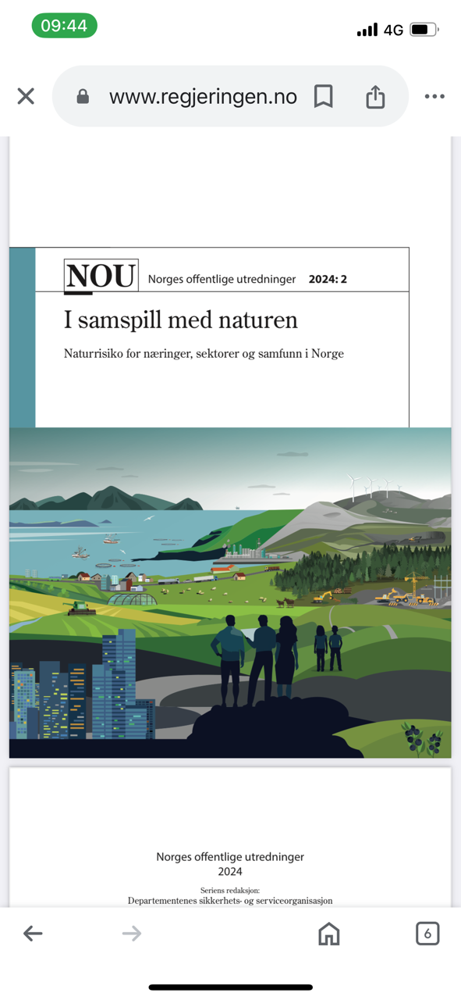 09:44
4G
www.regjeringen.no
NOU Norges offentlige utredninger 2024: 2
I samspill med naturen
Naturrisiko for næringer, sektorer og samfunn i Norge
Norges offentlige utredninger
2024
Seriens redaksjon:
Departementenes sikkerhets- og serviceorganisasjon
6